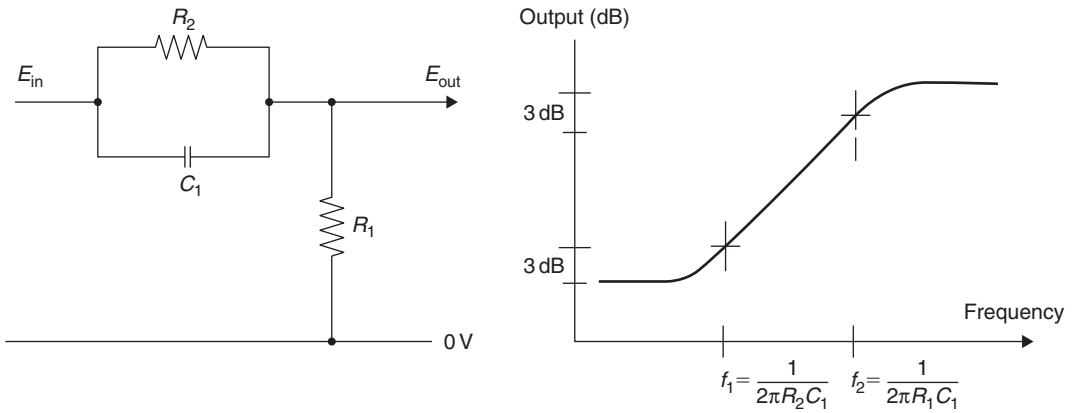 R2
Ein
Eout
C1
R1
0 V
Output (dB)
3 dB
3 dB
Frequency
f1 = 1/2πR2C1
f2 = 1/2πR1C1